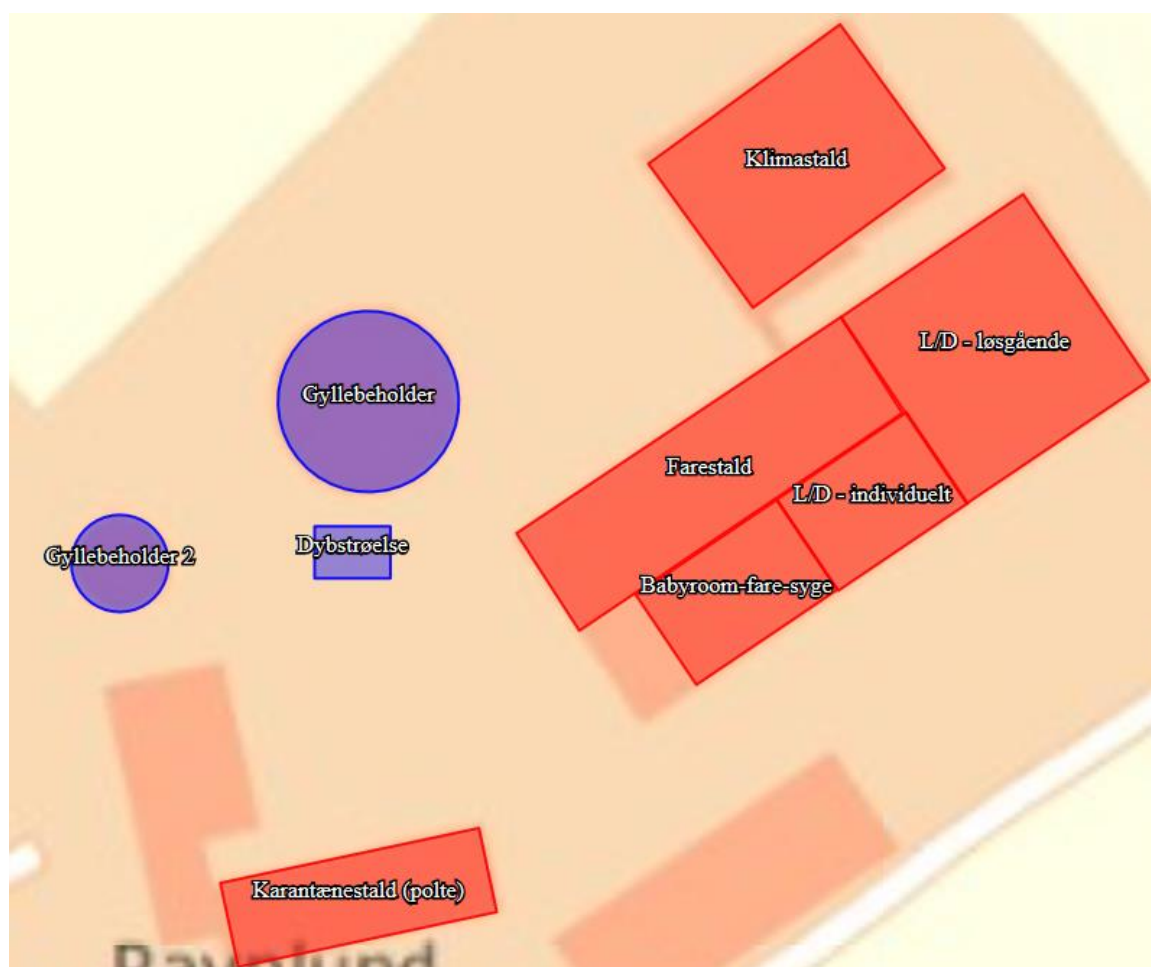 Klimastald
L/D - løsgående
Gyllebeholder
Farestald
L/D - individuelt
Dybstrøelse
Gyllebeholder 2
Babyroom-fare-syge
Karantænestald (polte)